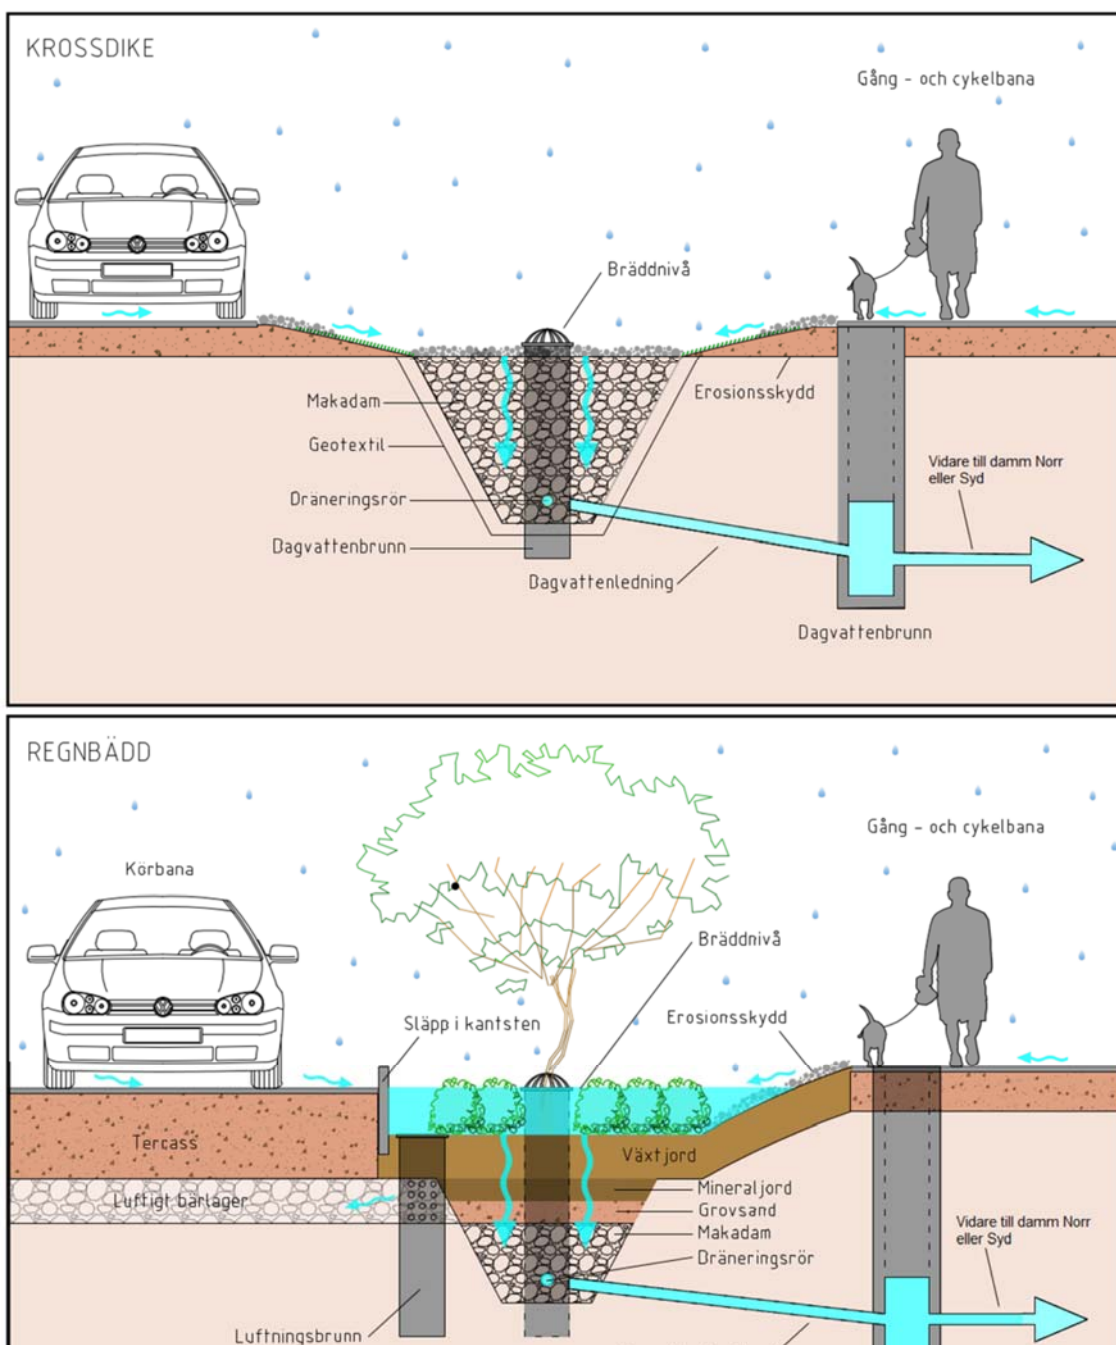 KROSSDIKE
Gång - och cykelbana
Bräddnivå
Makadam
Erosionsskydd
Geotextil
Vidare till damm Norr
eller Syd
Dräneringsrör
Dagvattenbrunn
Dagvattenledning
Dagvattenbrunn
REGNBÄDD
Gång - och cykelbana
Körbana
Bräddnivå
Släpp i kantsten
Erosionsskydd
Tercass
Växtjord
Mineraljord
Luftigt bärlager
Grovsand
Makadam
Vidare till damm Norr
eller Syd
Dräneringsrör
Luftningsbrunn